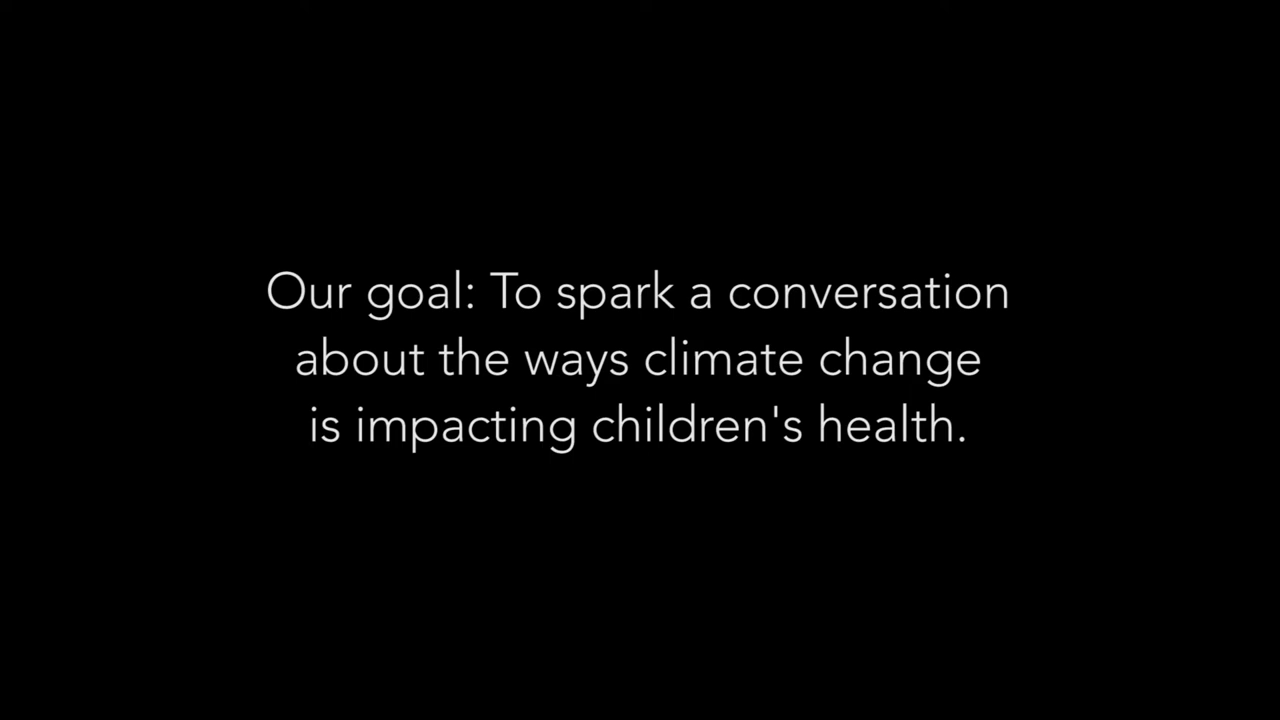 Our goal: To spark a conversation
about the ways climate change
is impacting children's health.